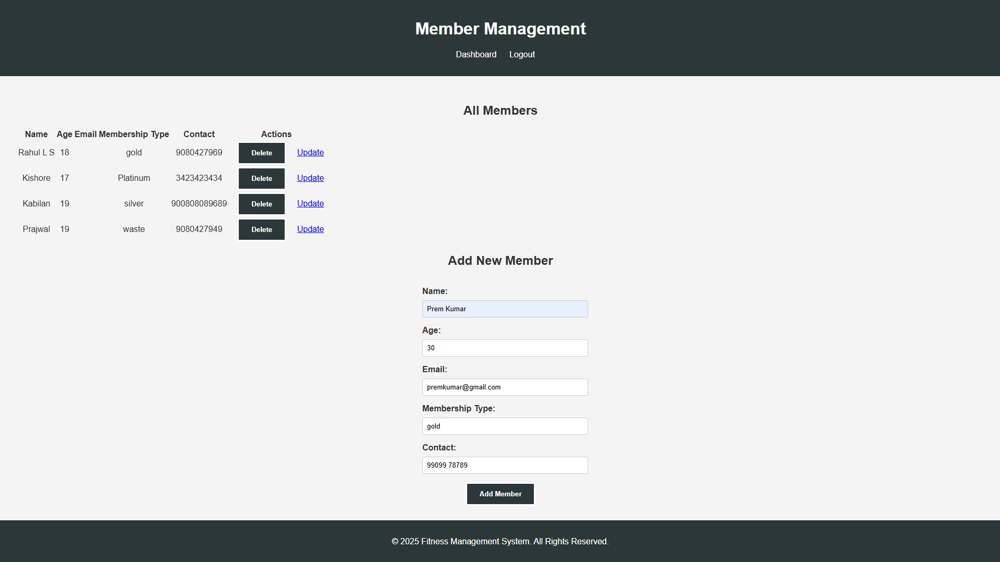 Member Management
Dashboard Logout
All Members
Name Age Email Membership Type Contact Actions
Rahul L S 18 gold 9080427969 Delete Update
Kishore 17 Platinum 3423423434 Delete Update
Kabilan 19 silver 900808089689 Delete Update
Prajwal 19 waste 9080427949 Delete Update
Add New Member
Name:
Prem Kumar
Age:
30
Email:
premkumar@gmail.com
Membership Type:
gold
Contact:
99099 78789
Add Member
© 2025 Fitness Management System. All Rights Reserved.